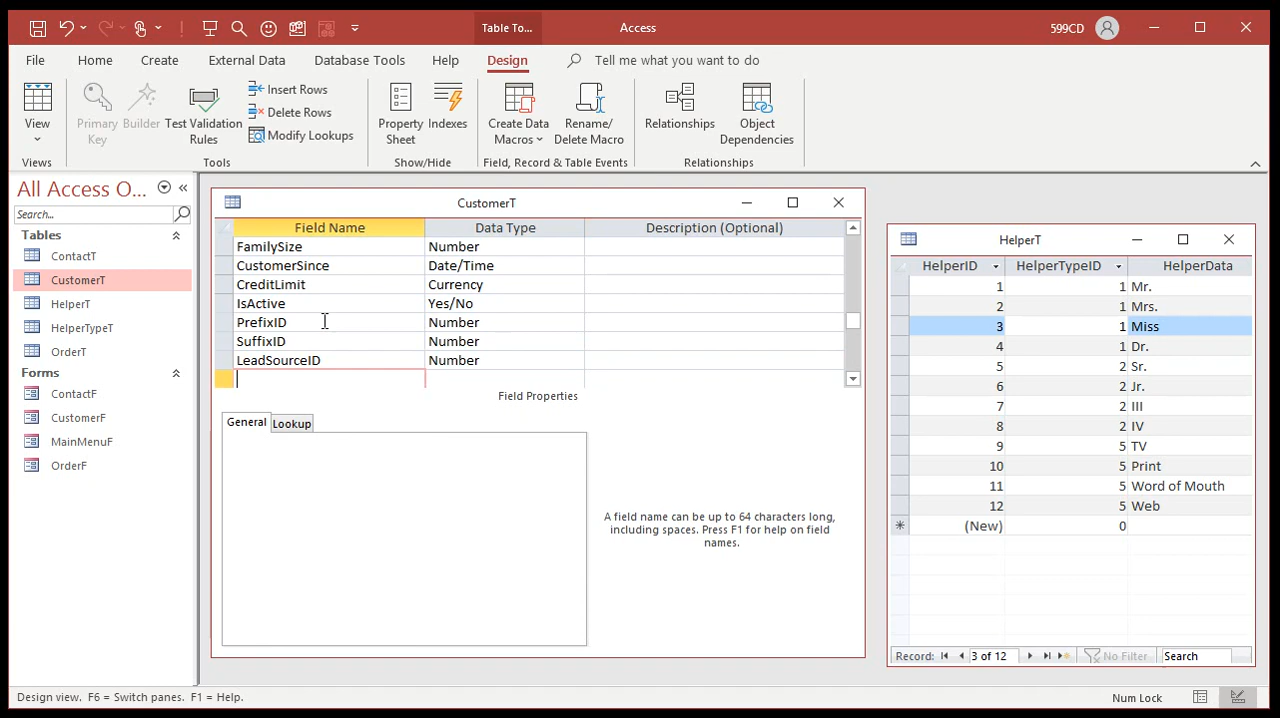 Table To...
Access
599CD
File
Home
Create
External Data
Database Tools
Help
Design
Tell me what you want to do
View
Primary Key
Builder
Test Validation Rules
Insert Rows
Delete Rows
Modify Lookups
Property Sheet
Indexes
Create Data Macros
Rename/ Delete Macro
Relationships
Object Dependencies
Views
Tools
Show/Hide
Field, Record & Table Events
Relationships
All Access O...
Search...
Tables
ContactT
CustomerT
HelperT
HelperTypeT
OrderT
Forms
ContactF
CustomerF
MainMenuF
OrderF
CustomerT
Field Name Data Type Description (Optional)
FamilySize Number
CustomerSince Date/Time
CreditLimit Currency
IsActive Yes/No
PrefixID Number
SuffixID Number
LeadSourceID Number
Field Properties
General Lookup
A field name can be up to 64 characters long,
including spaces. Press F1 for help on field
names.
HelperT
HelperID HelperTypeID HelperData
1 1 Mr.
2 1 Mrs.
3 1 Miss
4 1 Dr.
5 2 Sr.
6 2 Jr.
7 2 III
8 2 IV
9 5 TV
10 5 Print
11 5 Word of Mouth
12 5 Web
(New) 0
Record: 3 of 12 No Filter Search
Design view. F6 = Switch panes. F1 = Help.
Num Lock